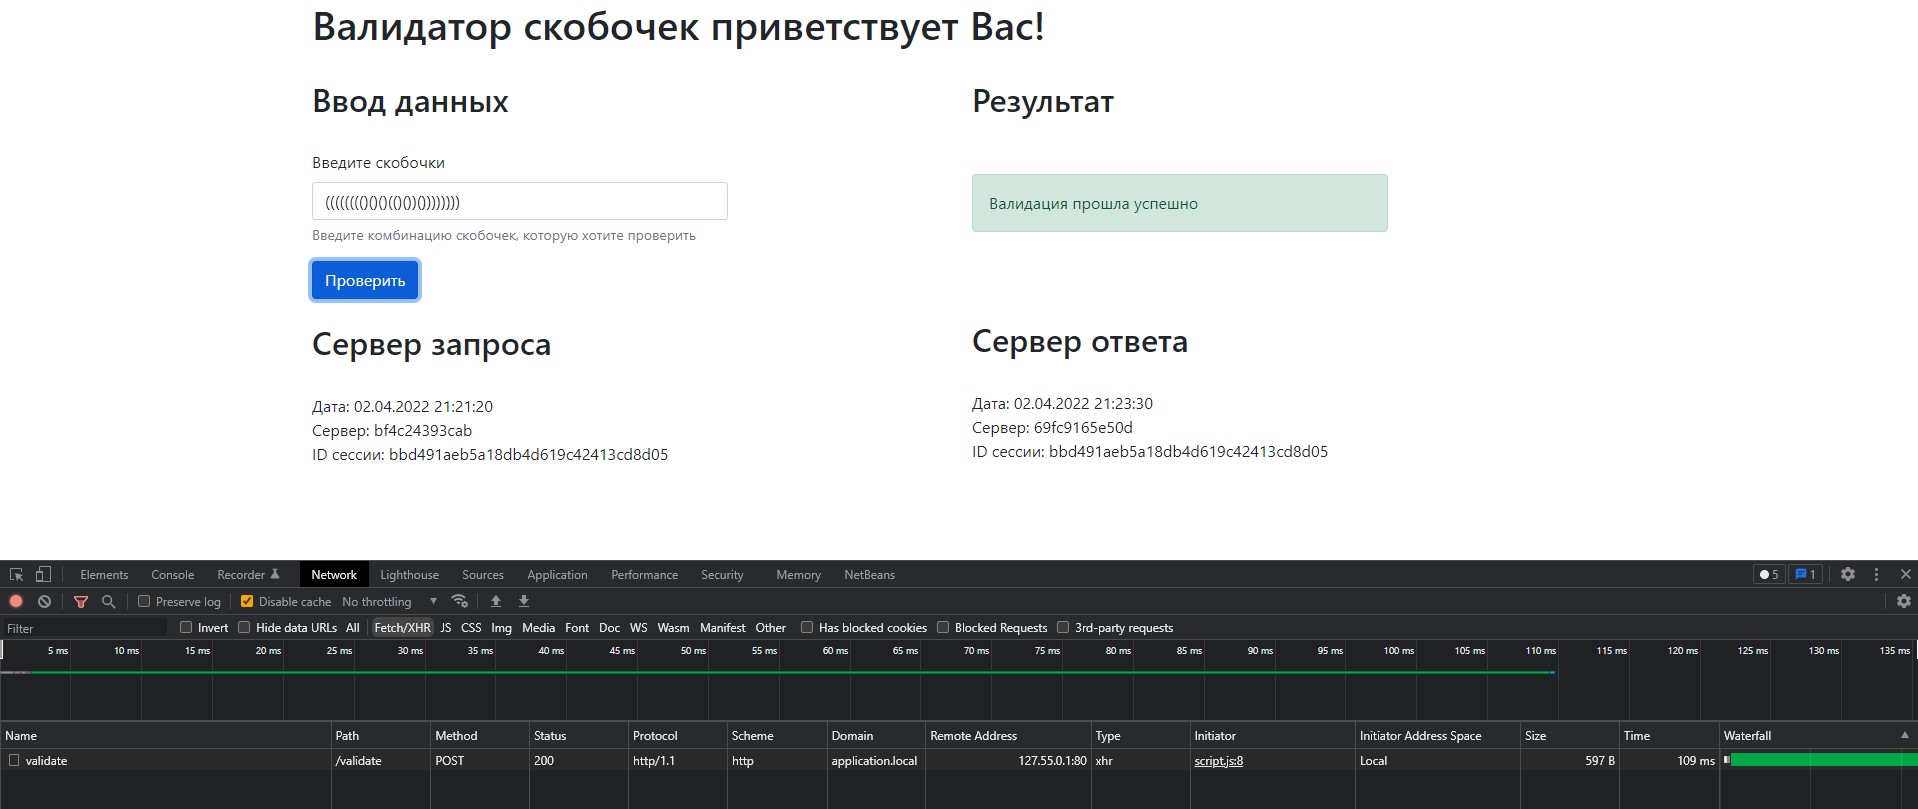 Валидатор скобочек приветствует Вас!
Ввод данных
Результат
Введите скобочки
((((((((()()()(()())()))))))))
Валидация прошла успешно
Введите комбинацию скобочек, которую хотите проверить
Проверить
Сервер запроса
Сервер ответа
Дата: 02.04.2022 21:21:20
Сервер: bf4c24393cab
ID сессии: bbd491aeb5a18db4d619c42413cd8d05
Дата: 02.04.2022 21:23:30
Сервер: 69fc9165e50d
ID сессии: bbd491aeb5a18db4d619c42413cd8d05
Elements Console Recorder Network Lighthouse Sources Application Performance Security Memory NetBeans 5 1
Preserve log Disable cache No throttling
Filter Invert Hide data URLs All Fetch/XHR JS CSS Img Media Font Doc WS Wasm Manifest Other Has blocked cookies Blocked Requests 3rd-party requests
5 ms 10 ms 15 ms 20 ms 25 ms 30 ms 35 ms 40 ms 45 ms 50 ms 55 ms 60 ms 65 ms 70 ms 75 ms 80 ms 85 ms 90 ms 95 ms 100 ms 105 ms 110 ms 115 ms 120 ms 125 ms 130 ms 135 ms
Name Path Method Status Protocol Scheme Domain Remote Address Type Initiator Initiator Address Space Size Time Waterfall
validate /validate POST 200 http/1.1 http application.local 127.55.0.1:80 xhr script.js:8 Local 597 B 109 ms